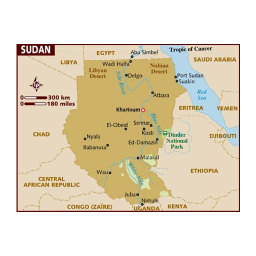 SUDAN
EGYPT
Abu Simbel
Tropic of Cancer
LIBYA
Wadi Halfa
Libyan
Desert
Nubian
Desert
SAUDI ARABIA
Delgo
Port Sudan
Suakin
0 300 km
0 180 miles
Red
Sea
Atbara
Khartoum
ERITREA
YEMEN
CHAD
El-Obeid
Sennar
Kosti
Dinder
National
Park
DJIBOUTI
Nyala
Babanusa
Ed-Damazin
Malakal
CENTRAL
AFRICAN REPUBLIC
Wau
ETHIOPIA
Juba
Nimule
CONGO (ZAÏRE)
UGANDA
KENYA